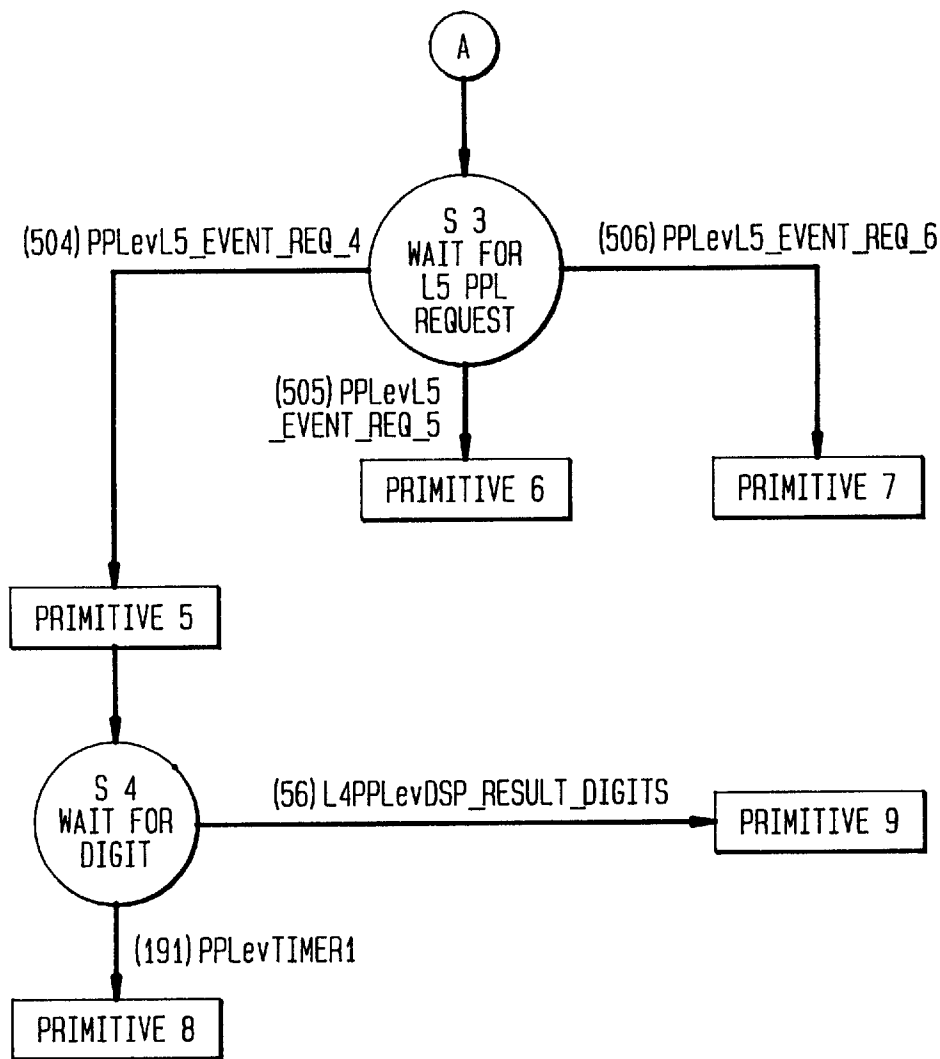 A
S 3
WAIT FOR
L5 PPL
REQUEST
(504) PPLevL5_EVENT_REQ_4
(506) PPLevL5_EVENT_REQ_6
(505) PPLevL5
_EVENT_REQ_5
PRIMITIVE 6
PRIMITIVE 7
PRIMITIVE 5
S 4
WAIT FOR
DIGIT
(56) L4PPLevDSP_RESULT_DIGITS
PRIMITIVE 9
(191) PPLevTIMER1
PRIMITIVE 8